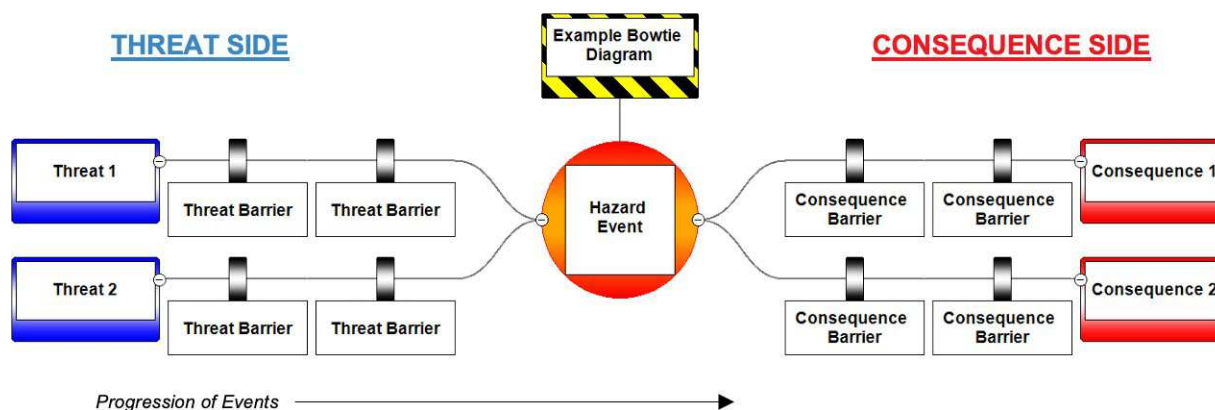 THREAT SIDE
Example Bowtie
Diagram
CONSEQUENCE SIDE
Threat 1
Threat Barrier
Threat Barrier
Hazard
Event
Consequence
Barrier
Consequence
Barrier
Consequence 1
Threat 2
Threat Barrier
Threat Barrier
Consequence
Barrier
Consequence
Barrier
Consequence 2
Progression of Events